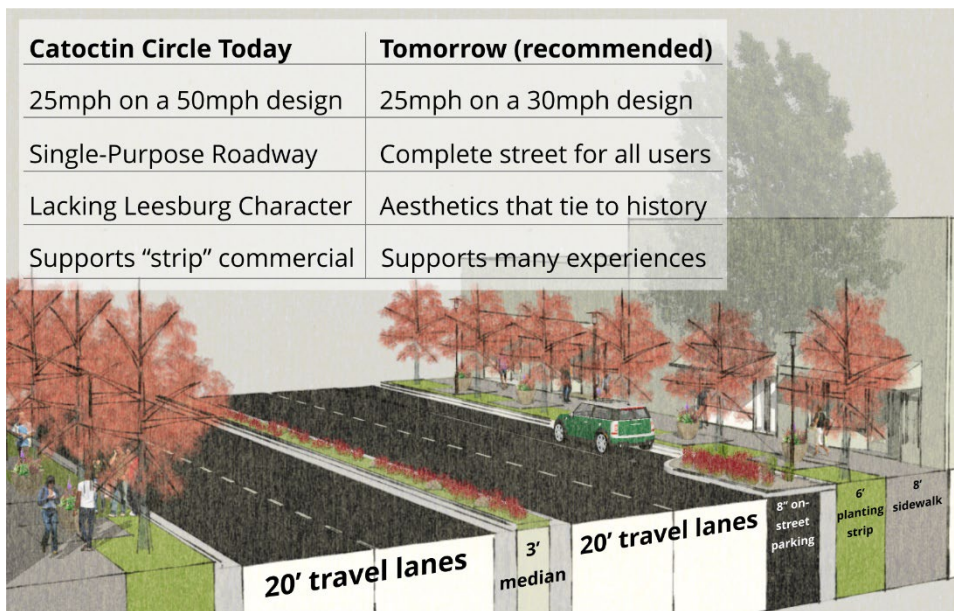 Catoctin Circle Today Tomorrow (recommended)
25mph on a 50mph design 25mph on a 30mph design
Single-Purpose Roadway Complete street for all users
Lacking Leesburg Character Aesthetics that tie to history
Supports “strip” commercial Supports many experiences
20’ travel lanes
3’
median
20’ travel lanes
8” on-
street
parking
6’
planting
strip
8’
sidewalk